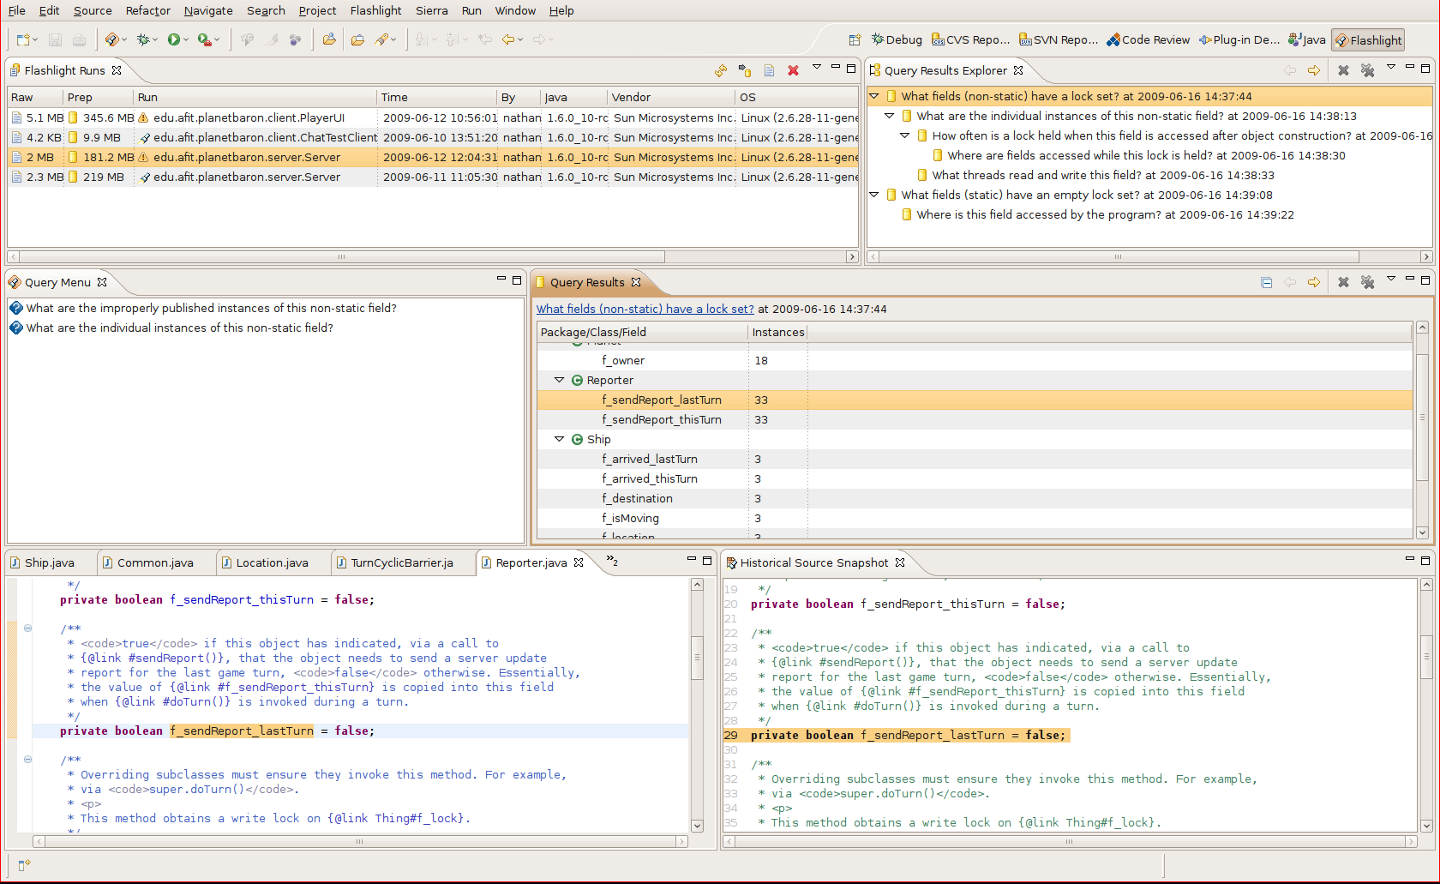 File Edit Source Refactor Navigate Search Project Flashlight Sierra Run Window Help
Debug CVS Repo... SVN Repo... Code Review Plug-in De... Java Flashlight
Flashlight Runs
Raw Prep Run Time By Java Vendor OS
5.1 MB 345.6 MB edu.afit.planetbaron.client.PlayerUI 2009-06-12 10:56:01 nathan 1.6.0_10-rc Sun Microsystems Inc. Linux (2.6.28-11-gene
4.2 KB 9.9 MB edu.afit.planetbaron.client.ChatTestClient 2009-06-10 13:51:20 nathan 1.6.0_10-rc Sun Microsystems Inc. Linux (2.6.28-11-gene
2 MB 181.2 MB edu.afit.planetbaron.server.Server 2009-06-12 12:04:31 nathan 1.6.0_10-rc Sun Microsystems Inc. Linux (2.6.28-11-gene
2.3 MB 219 MB edu.afit.planetbaron.server.Server 2009-06-11 11:05:30 nathan 1.6.0_10-rc Sun Microsystems Inc. Linux (2.6.28-11-gene
Query Results Explorer
What fields (non-static) have a lock set? at 2009-06-16 14:37:44
What are the individual instances of this non-static field? at 2009-06-16 14:38:13
How often is a lock held when this field is accessed after object construction? at 2009-06-16
Where are fields accessed while this lock is held? at 2009-06-16 14:38:30
What threads read and write this field? at 2009-06-16 14:38:33
What fields (static) have an empty lock set? at 2009-06-16 14:39:08
Where is this field accessed by the program? at 2009-06-16 14:39:22
Query Menu
What are the improperly published instances of this non-static field?
What are the individual instances of this non-static field?
Query Results
What fields (non-static) have a lock set? at 2009-06-16 14:37:44
Package/Class/Field Instances
Planet
f_owner 18
Reporter
f_sendReport_lastTurn 33
f_sendReport_thisTurn 33
Ship
f_arrived_lastTurn 3
f_arrived_thisTurn 3
f_destination 3
f_isMoving 3
f_location 3
Ship.java Common.java Location.java TurnCyclicBarrier.ja Reporter.java »2
*/
private boolean f_sendReport_thisTurn = false;
/**
* <code>true</code> if this object has indicated, via a call to
* {@link #sendReport()}, that the object needs to send a server update
* report for the last game turn, <code>false</code> otherwise. Essentially,
* the value of {@link #f_sendReport_thisTurn} is copied into this field
* when {@link #doTurn()} is invoked during a turn.
*/
private boolean f_sendReport_lastTurn = false;
/**
* Overriding subclasses must ensure they invoke this method. For example,
* via <code>super.doTurn()</code>.
* <p>
* This method obtains a write lock on {@link Thing#f_lock}.
*/
Historical Source Snapshot
19 */
20 private boolean f_sendReport_thisTurn = false;
21
22 /**
23 * <code>true</code> if this object has indicated, via a call to
24 * {@link #sendReport()}, that the object needs to send a server update
25 * report for the last game turn, <code>false</code> otherwise. Essentially,
26 * the value of {@link #f_sendReport_thisTurn} is copied into this field
27 * when {@link #doTurn()} is invoked during a turn.
28 */
29 private boolean f_sendReport_lastTurn = false;
30
31 /**
32 * Overriding subclasses must ensure they invoke this method. For example,
33 * via <code>super.doTurn()</code>.
34 * <p>
35 * This method obtains a write lock on {@link Thing#f_lock}.